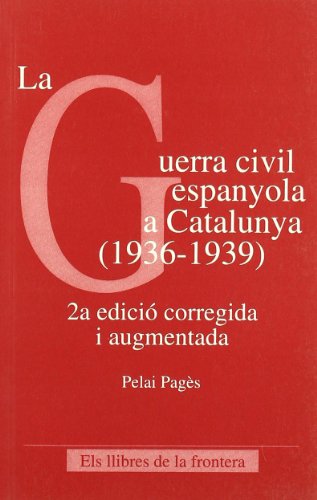 La
Guerra civil
espanyola
a Catalunya
(1936-1939)
2a edició corregida
i augmentada
Pelai Pagès
Els llibres de la frontera